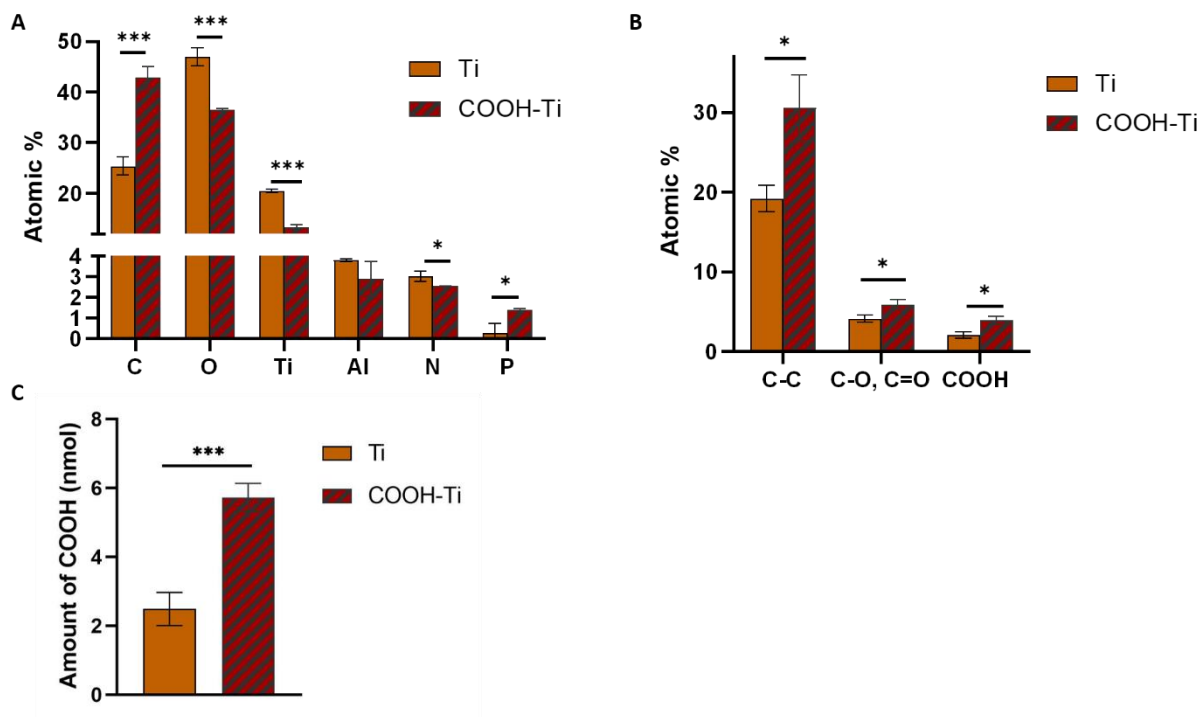 A
Atomic %
50
40
30
20
4
3
2
1
0
***
***
***
*
*
C O Ti Al N P
Ti
COOH-Ti
B
Atomic %
30
20
10
0
*
*
*
C-C C-O, C=O COOH
Ti
COOH-Ti
C
Amount of COOH (nmol)
8
6
4
2
0
***
Ti
COOH-Ti